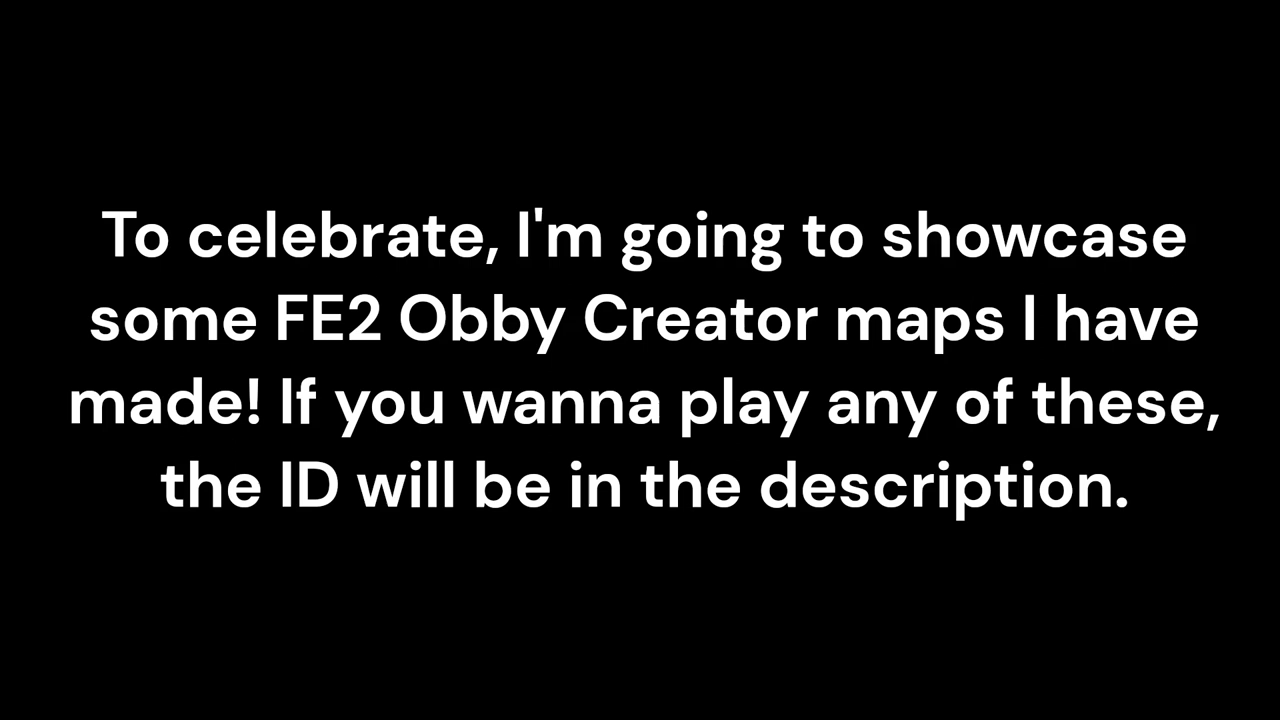 To celebrate, I'm going to showcase
some FE2 Obby Creator maps I have
made! If you wanna play any of these,
the ID will be in the description.